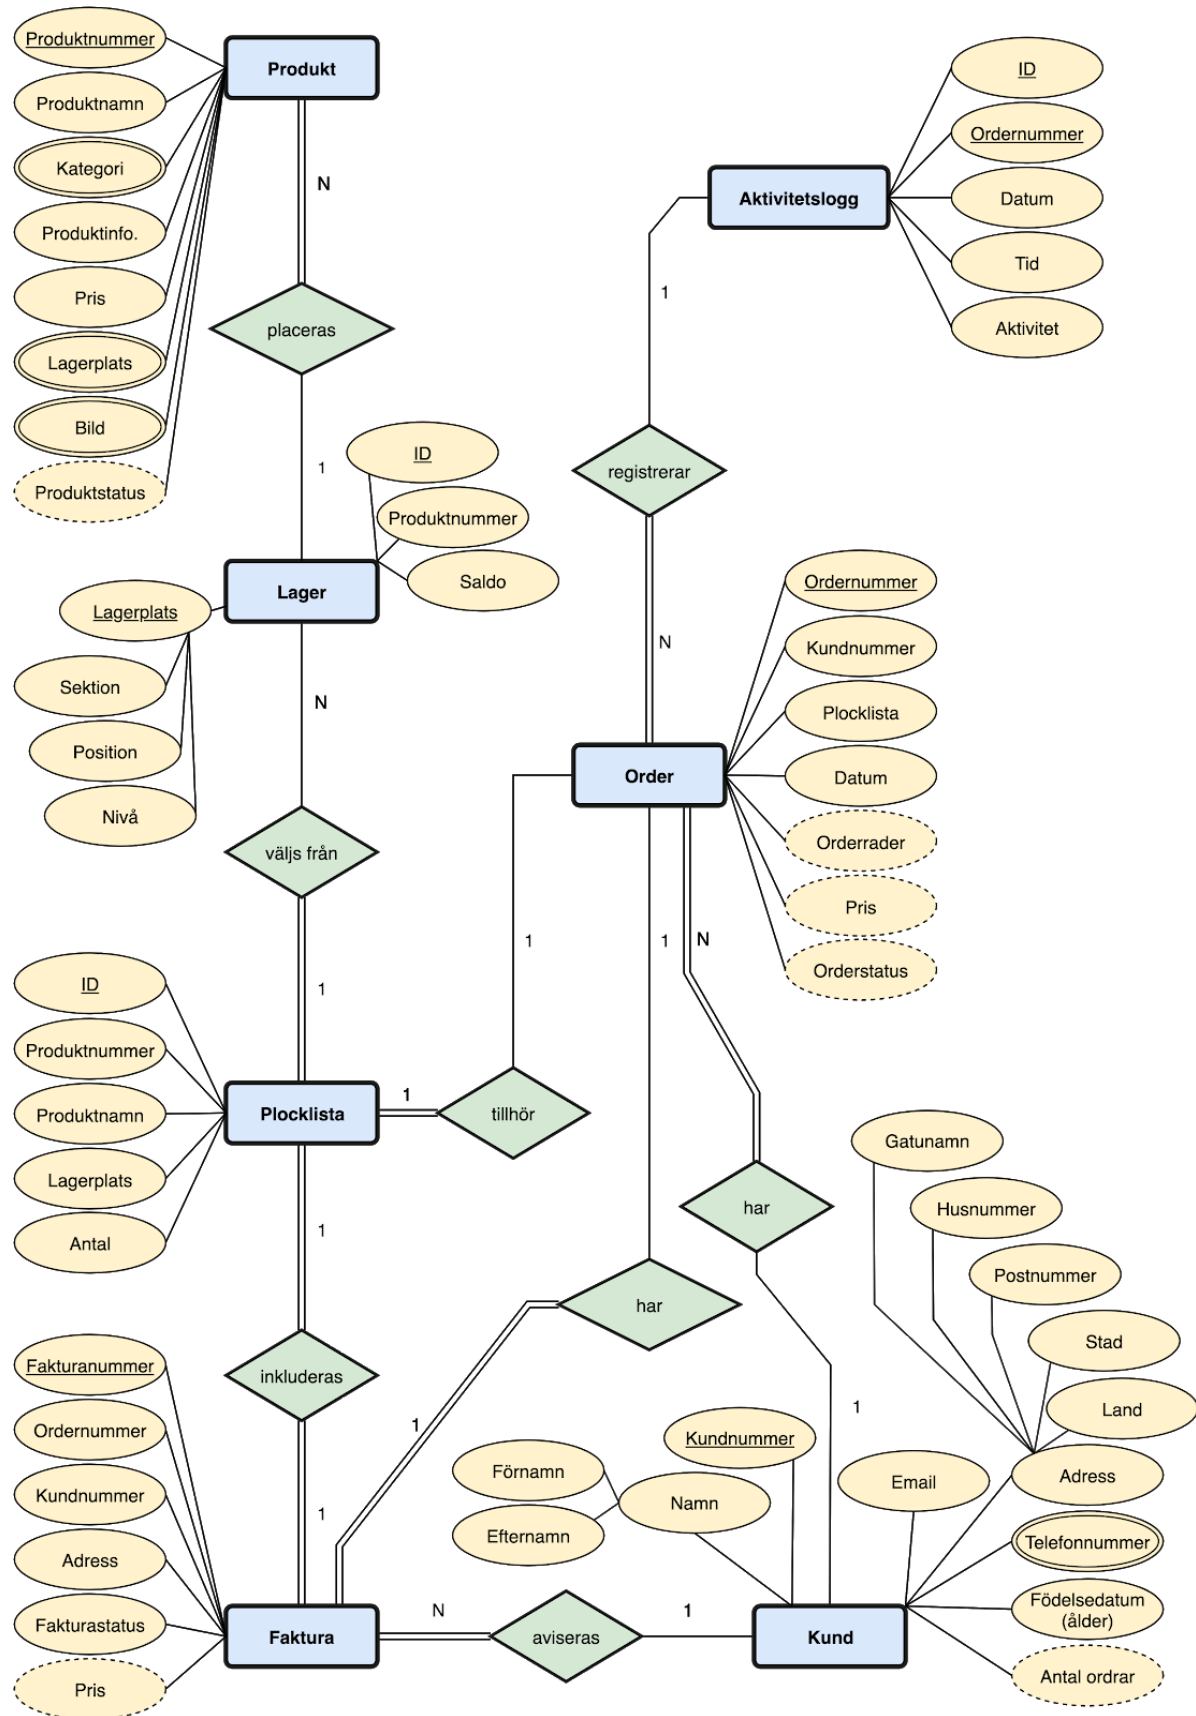 Produktnummer
Produktnamn
Kategori
Produktinfo.
Pris
Lagerplats
Bild
Produktstatus
Produkt
N
placeras
1
ID
Produktnummer
Saldo
Lager
Lagerplats
Sektion
Position
Nivå
N
väljs från
1
ID
Produktnummer
Produktnamn
Lagerplats
Antal
Plocklista
1
tillhör
1
1
inkluderas
1
Fakturanummer
Ordernummer
Kundnummer
Adress
Fakturastatus
Pris
Faktura
N
aviseras
1
Kund
Aktivitetslogg
ID
Ordernummer
Datum
Tid
Aktivitet
1
registrerar
N
Order
Ordernummer
Kundnummer
Plocklista
Datum
Orderrader
Pris
Orderstatus
1
N
har
har
1
1
Kundnummer
Namn
Förnamn
Efternamn
Email
Gatunamn
Husnummer
Postnummer
Stad
Land
Adress
Telefonnummer
Födelsedatum
(ålder)
Antal ordrar